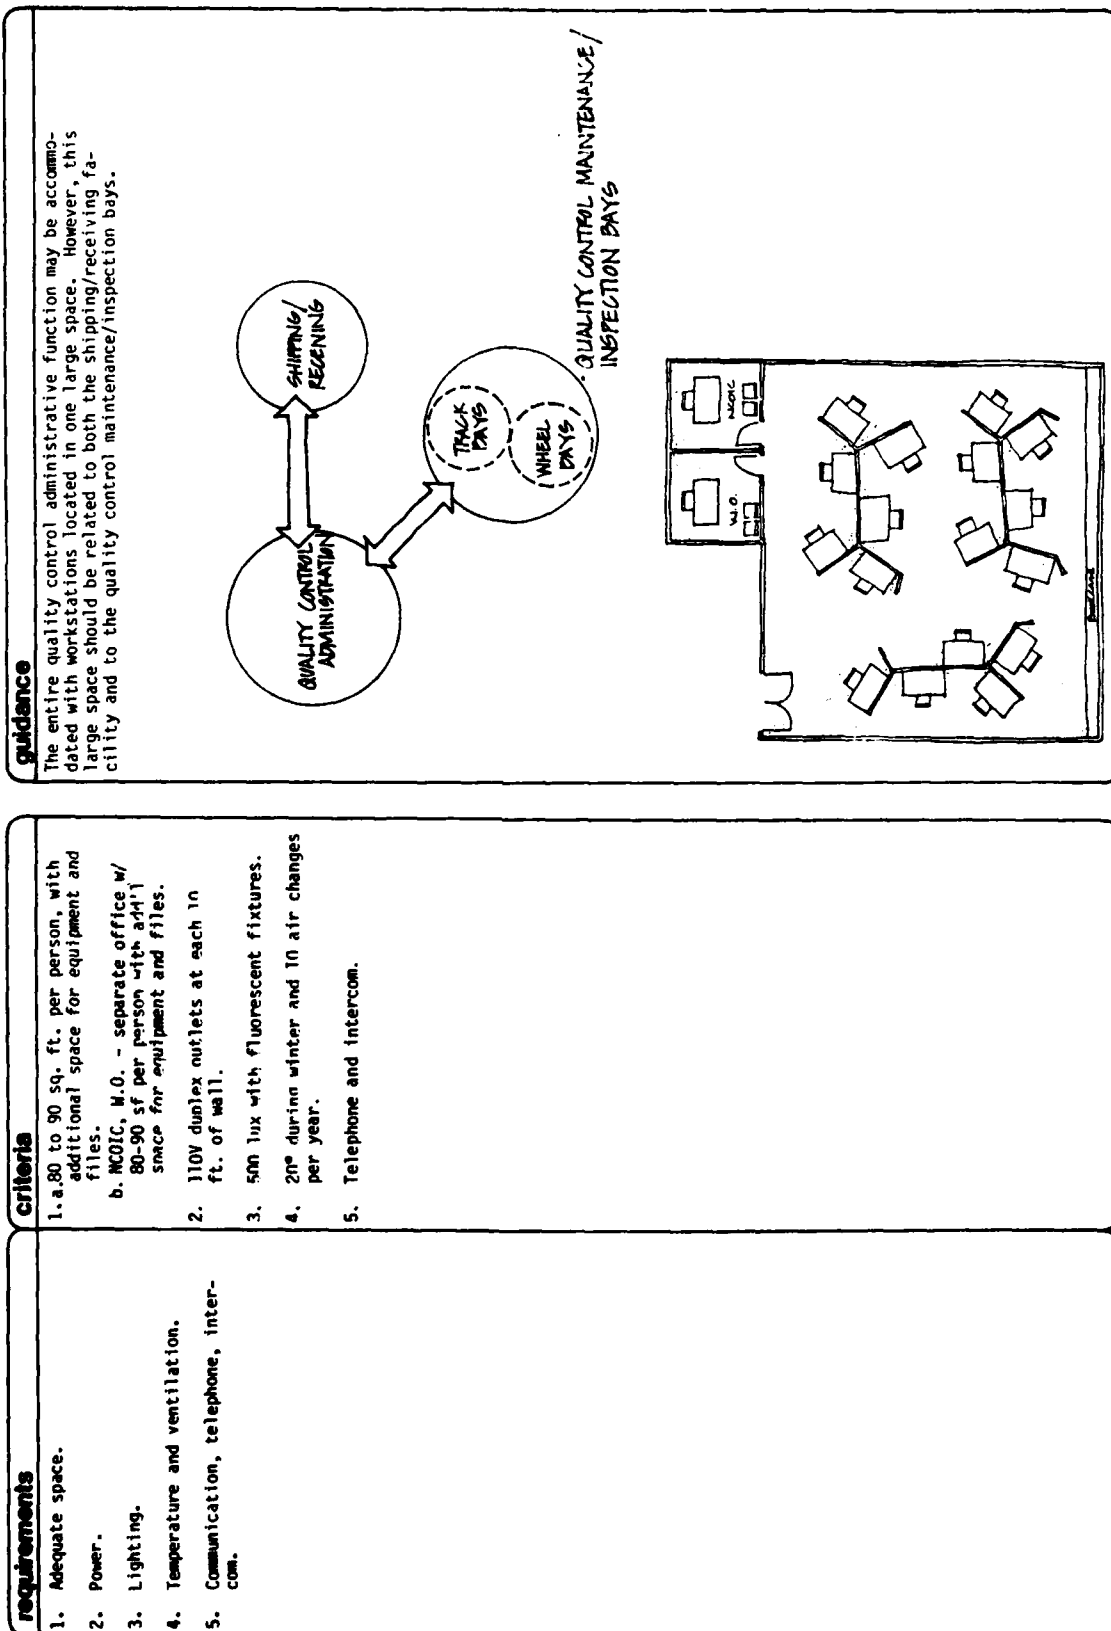 requirements
1. Adequate space.
2. Power.
3. Lighting.
4. Temperature and ventilation.
5. Communication, telephone, inter-
com.
criteria
1.a.80 to 90 sq. ft. per person, with
additional space for equipment and
files.
b. NCOIC, W.O. - separate office w/
80-90 sf per person with add'l
space for equipment and files.
2. 110V duplex outlets at each 10
ft. of wall.
3. 500 lux with fluorescent fixtures.
4. 20° during winter and 10 air changes
per year.
5. Telephone and intercom.
guidance
The entire quality control administrative function may be accommo-
dated with workstations located in one large space. However, this
large space should be related to both the shipping/receiving fa-
cility and to the quality control maintenance/inspection bays.
SHIPPING/
RECEIVING
QUALITY CONTROL
ADMINISTRATION
TRACK
BAYS
WHEEL
BAYS
QUALITY CONTROL MAINTENANCE/
INSPECTION BAYS
W.O.
NCOIC